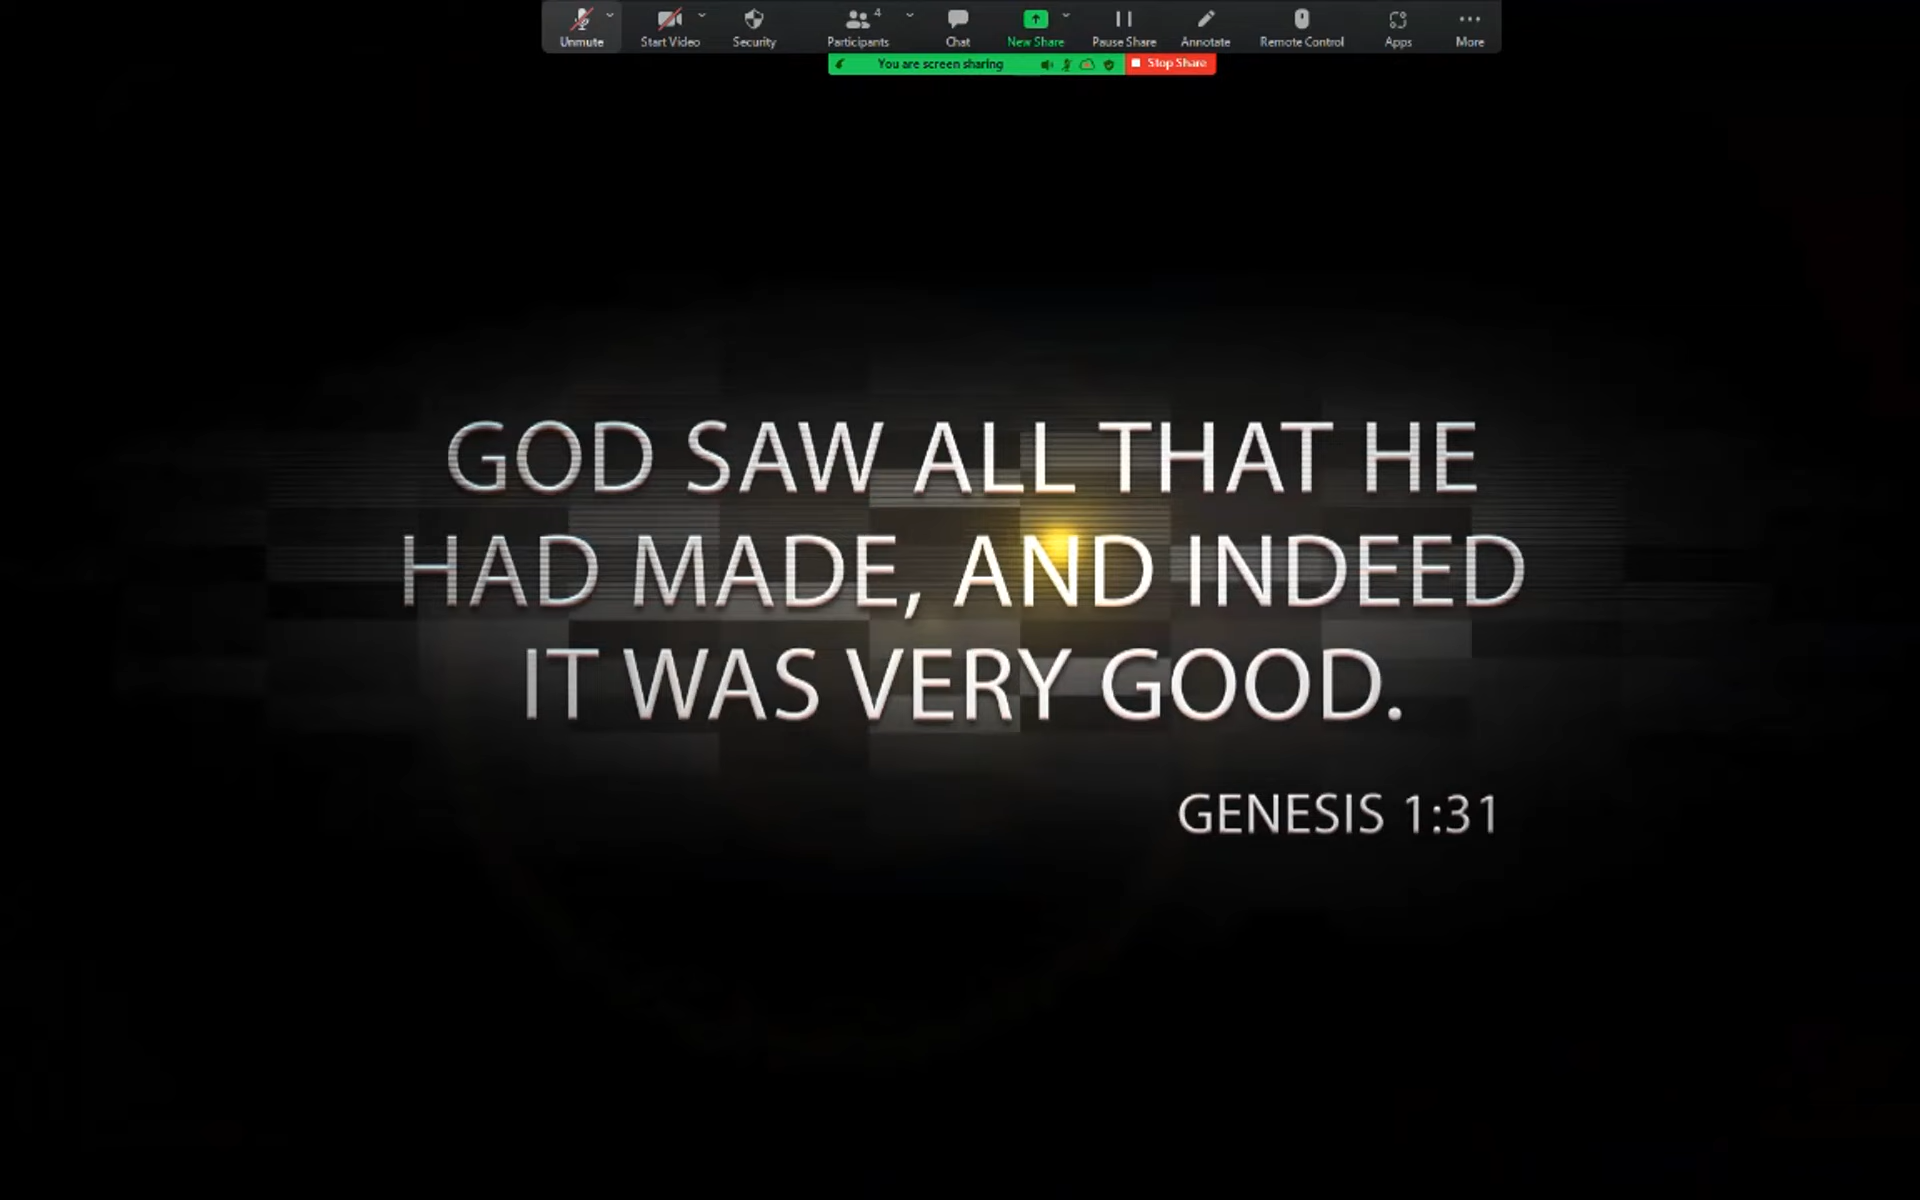 Unmute Start Video Security Participants 4 Chat New Share Pause Share Annotate Remote Control Apps More
You are screen sharing Stop Share
GOD SAW ALL THAT HE
HAD MADE, AND INDEED
IT WAS VERY GOOD.
GENESIS 1:31